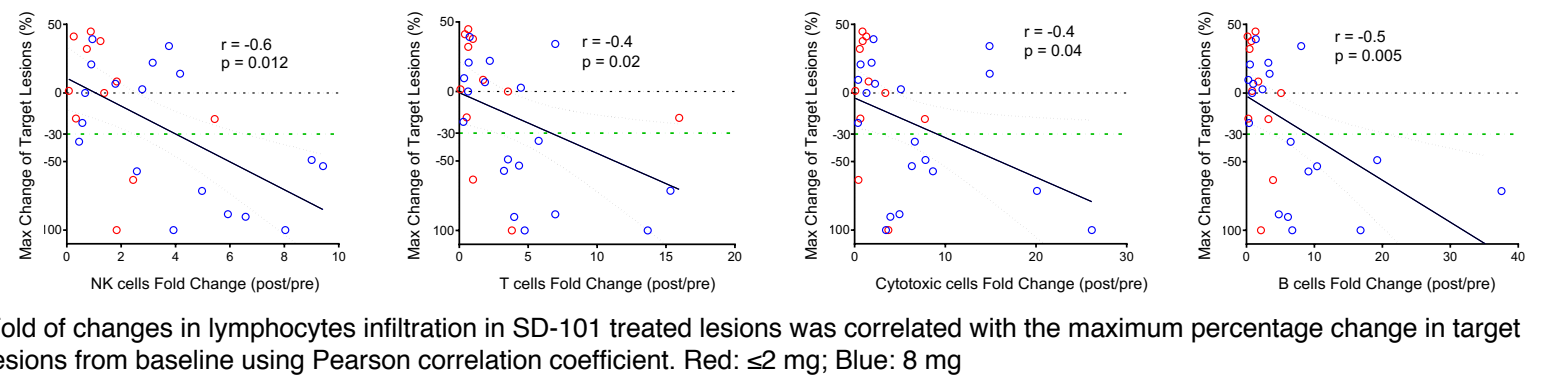 Max Change of Target Lesions (%)
50
0
-30
-50
100
r = -0.6
p = 0.012
0 2 4 6 8 10
NK cells Fold Change (post/pre)
Max Change of Target Lesions (%)
50
0
-30
-50
100
r = -0.4
p = 0.02
0 5 10 15 20
T cells Fold Change (post/pre)
Max Change of Target Lesions (%)
50
0
-30
-50
100
r = -0.4
p = 0.04
0 10 20 30
Cytotoxic cells Fold Change (post/pre)
Max Change of Target Lesions (%)
50
0
-30
-50
100
r = -0.5
p = 0.005
0 10 20 30 40
B cells Fold Change (post/pre)
old of changes in lymphocytes infiltration in SD-101 treated lesions was correlated with the maximum percentage change in target
esions from baseline using Pearson correlation coefficient. Red: ≤2 mg; Blue: 8 mg